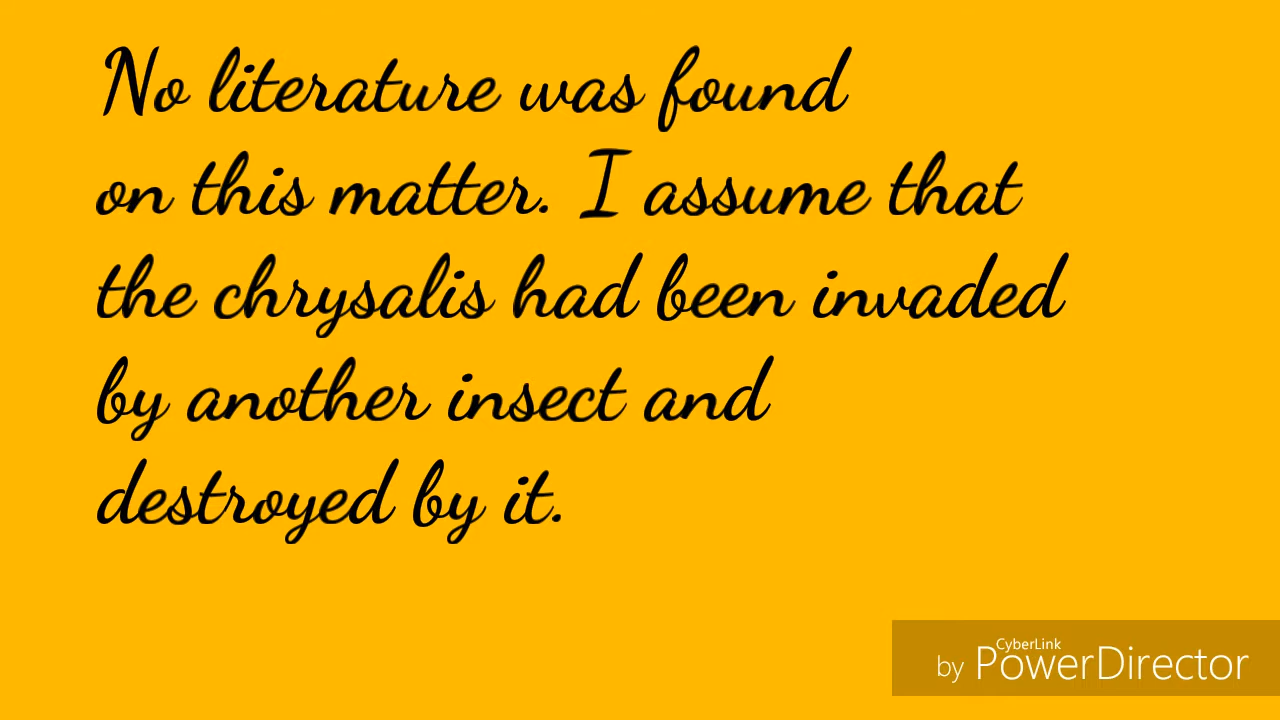 No literature was found
on this matter. I assume that
the chrysalis had been invaded
by another insect and
destroyed by it.
CyberLink
by PowerDirector